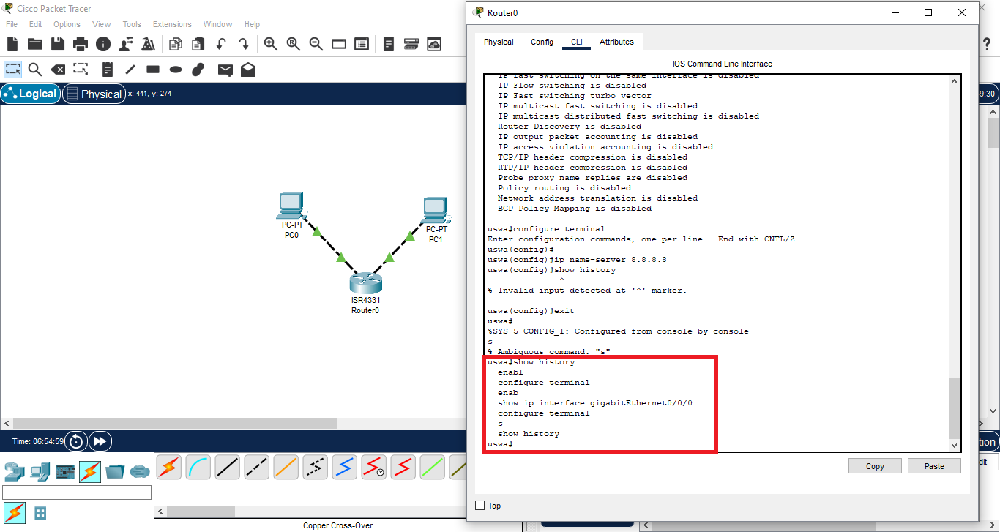 Cisco Packet Tracer
File Edit Options View Tools Extensions Window Help
Logical
Physical
x: 441, y: 274
9:30
PC-PT
PC0
PC-PT
PC1
ISR4331
Router0
Time: 06:54:59
Copper Cross-Over
Router0
Physical Config CLI Attributes
IOS Command Line Interface
IP fast switching on the same interface is disabled
IP Flow switching is disabled
IP Fast switching turbo vector
IP multicast fast switching is disabled
IP multicast distributed fast switching is disabled
Router Discovery is disabled
IP output packet accounting is disabled
IP access violation accounting is disabled
TCP/IP header compression is disabled
RTP/IP header compression is disabled
Probe proxy name replies are disabled
Policy routing is disabled
Network address translation is disabled
BGP Policy Mapping is disabled
uswa#configure terminal
Enter configuration commands, one per line.  End with CNTL/Z.
uswa(config)#
uswa(config)#ip name-server 8.8.8.8
uswa(config)#show history
^
% Invalid input detected at '^' marker.
uswa(config)#exit
uswa#
%SYS-5-CONFIG_I: Configured from console by console
s
% Ambiguous command: "s"
uswa#show history
enabl
configure terminal
enab
show ip interface gigabitEthernet0/0/0
configure terminal
s
show history
uswa#
Copy Paste
Top
tion
dit